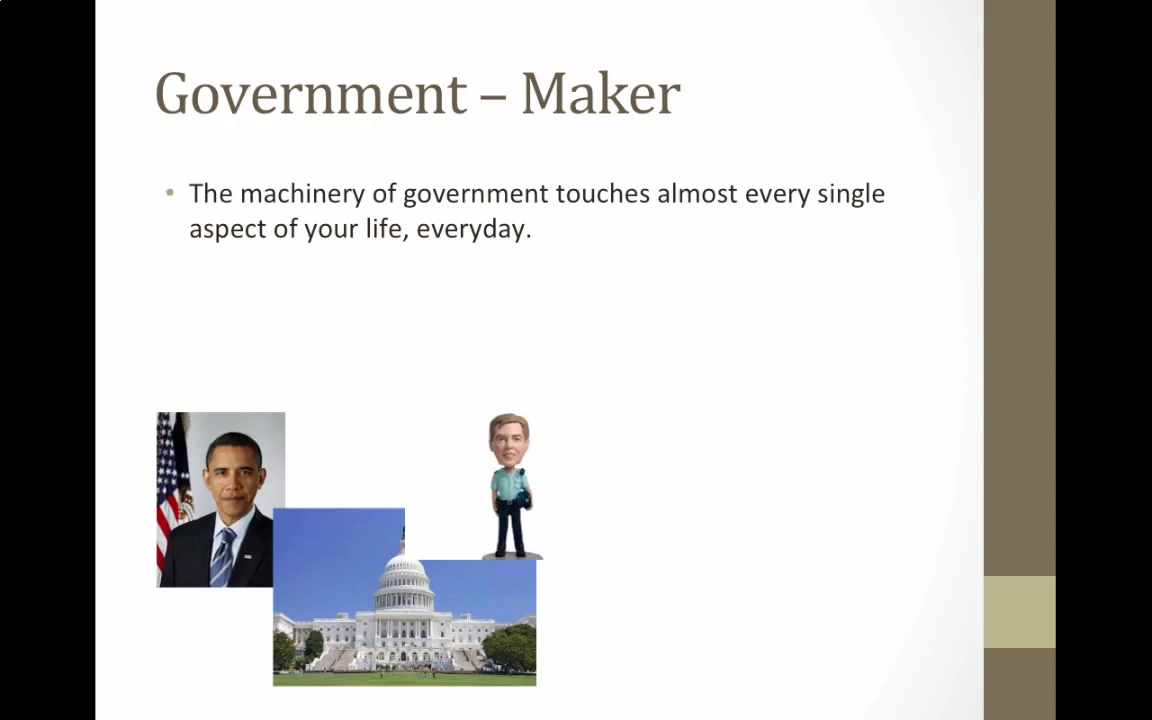 Government – Maker
• The machinery of government touches almost every single
aspect of your life, everyday.